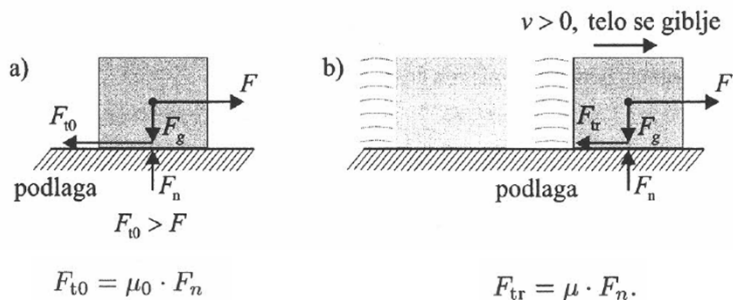 v > 0, telo se giblje
a)
F
F_t0
F_g
podlaga
F_n
F_t0 > F
F_t0 = μ_0 · F_n
b)
F
F_tr
F_g
podlaga
F_n
F_tr = μ · F_n.